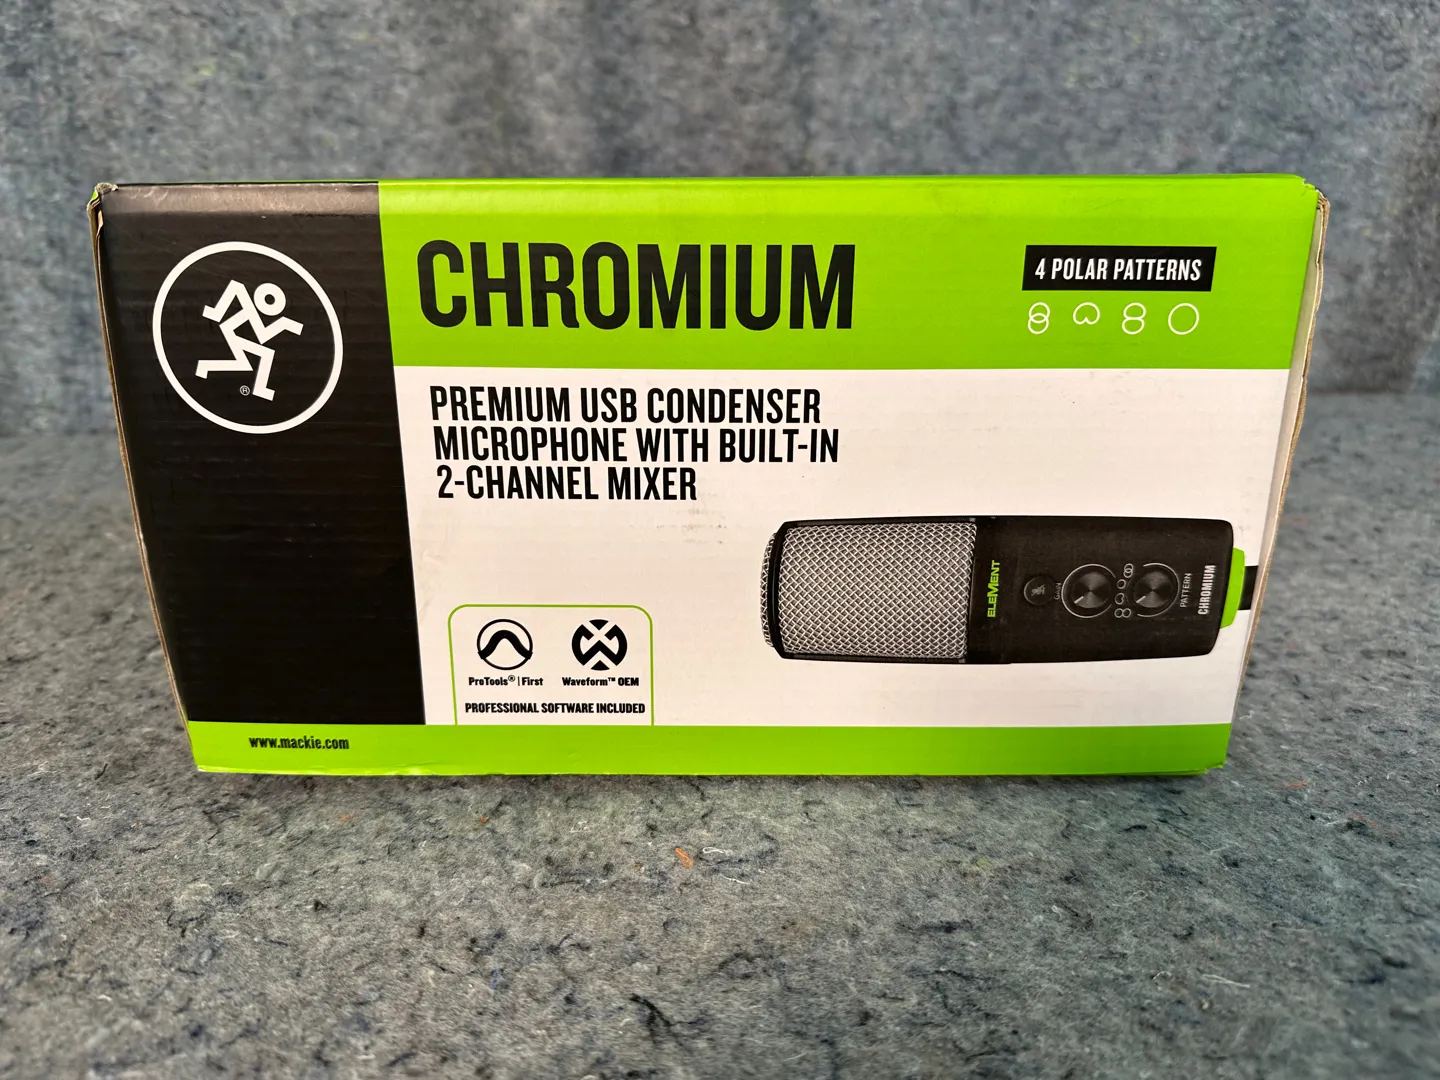 CHROMIUM
4 POLAR PATTERNS
PREMIUM USB CONDENSER
MICROPHONE WITH BUILT-IN
2-CHANNEL MIXER
®
EleMent
GAIN
PATTERN
CHROMIUM
ProTools® | First
Waveform™ OEM
PROFESSIONAL SOFTWARE INCLUDED
www.mackie.com